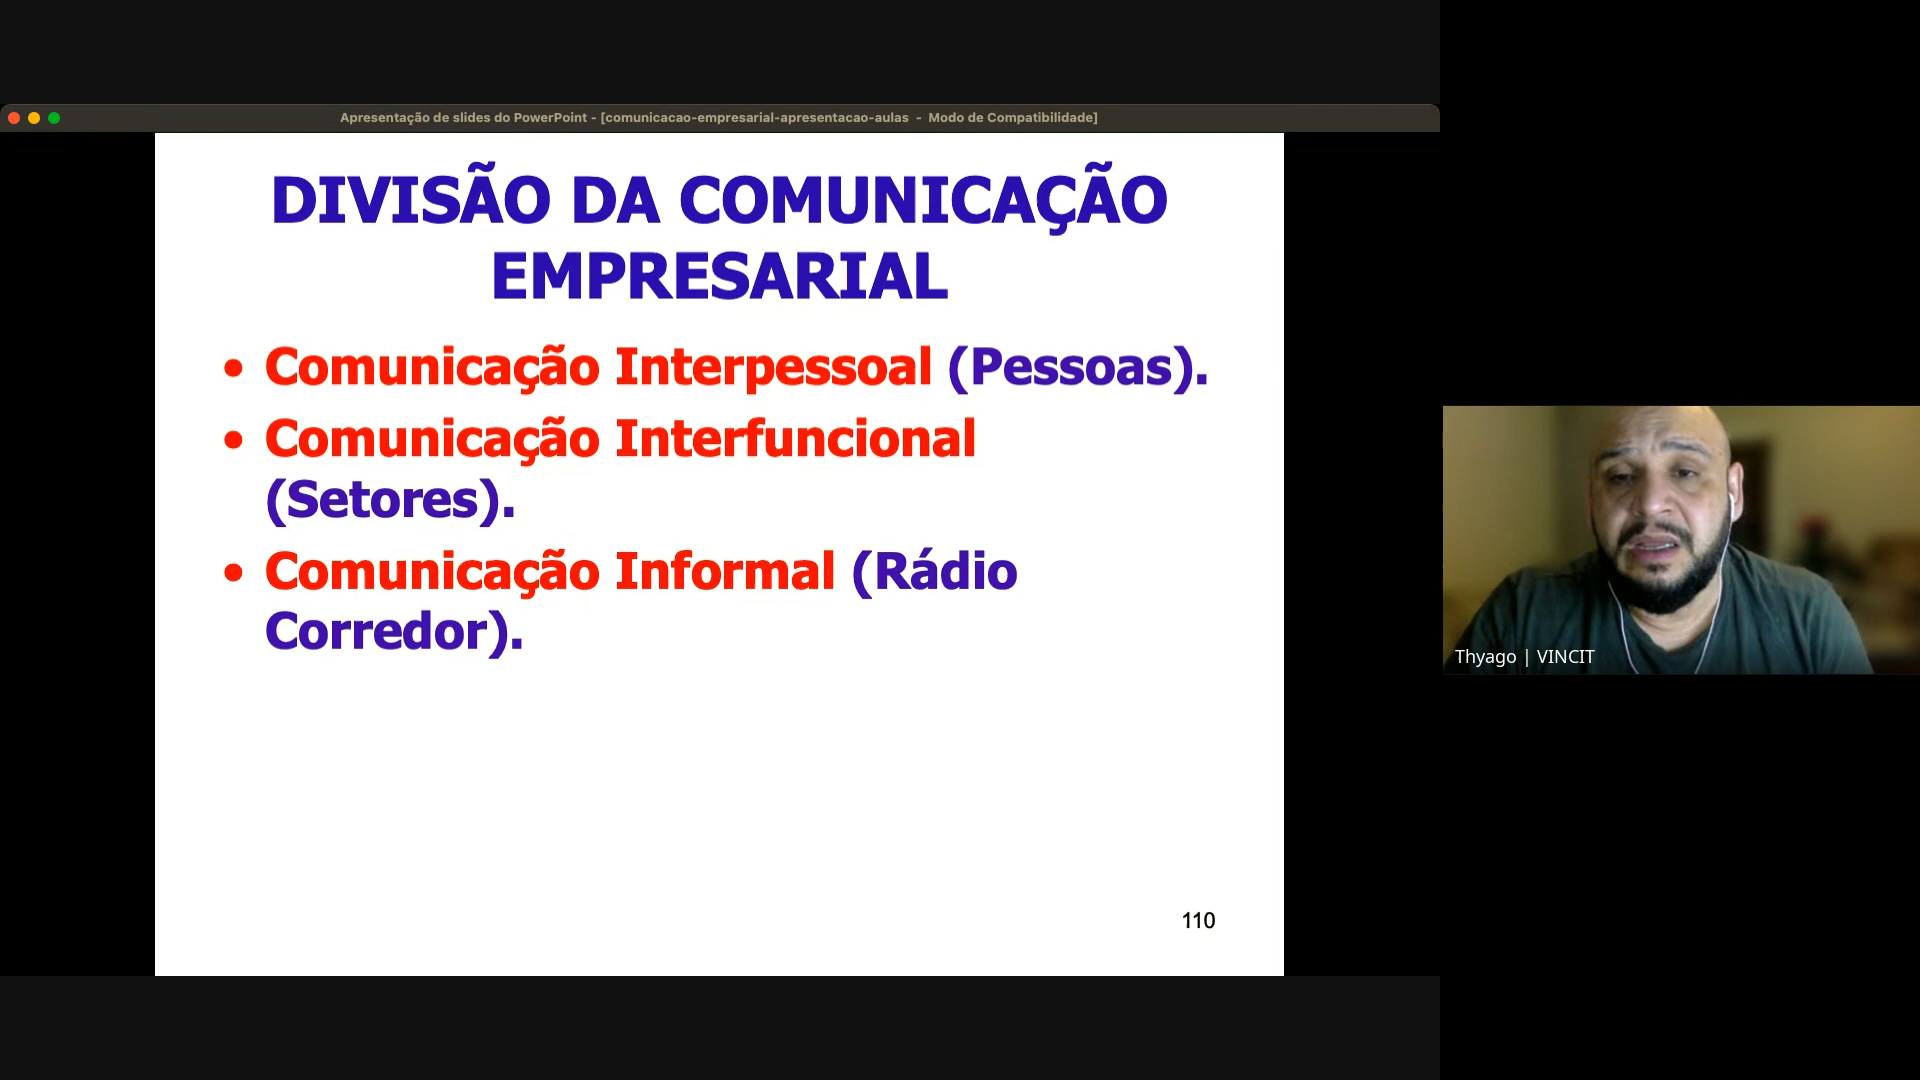 Apresentação de slides do PowerPoint - [comunicacao-empresarial-apresentacao-aulas - Modo de Compatibilidade]
DIVISÃO DA COMUNICAÇÃO
EMPRESARIAL
• Comunicação Interpessoal (Pessoas).
• Comunicação Interfuncional
(Setores).
• Comunicação Informal (Rádio
Corredor).
110
Thyago | VINCIT